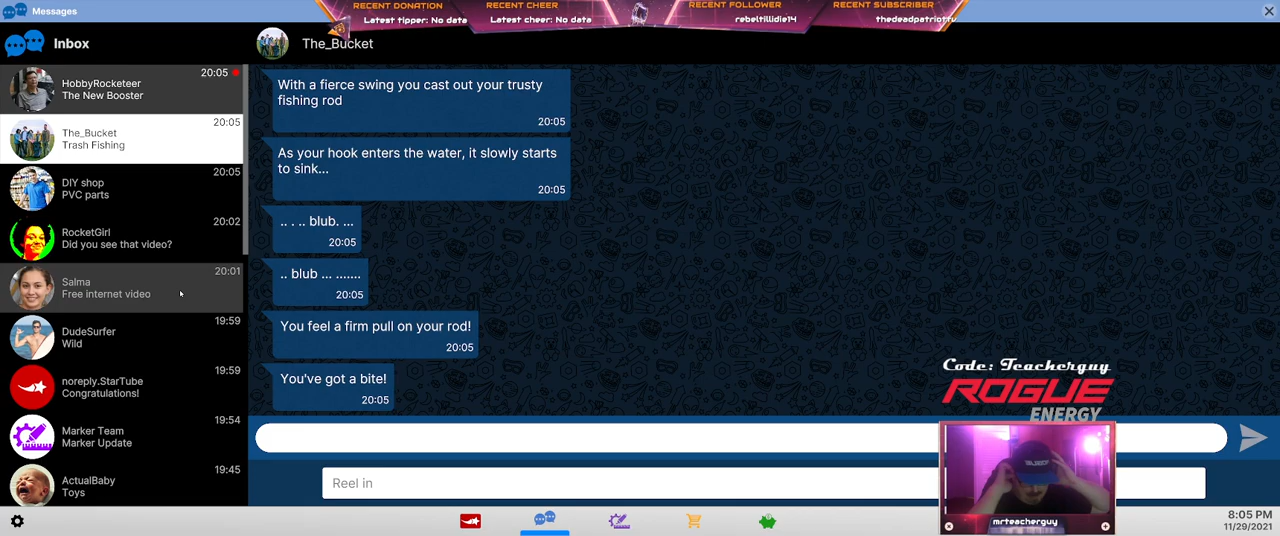 Messages
RECENT DONATION
Latest tipper: No data
RECENT CHEER
Latest cheer: No data
RECENT FOLLOWER
rebeltillidie14
RECENT SUBSCRIBER
thedeadpatriottv
Inbox
The_Bucket
HobbyRocketeer
20:05
The New Booster
The_Bucket
20:05
Trash Fishing
DIY shop
20:05
PVC parts
RocketGirl
20:02
Did you see that video?
Salma
20:01
Free internet video
DudeSurfer
19:59
Wild
noreply.StarTube
19:59
Congratulations!
Marker Team
19:54
Marker Update
ActualBaby
19:45
Toys
With a fierce swing you cast out your trusty
fishing rod
20:05
As your hook enters the water, it slowly starts
to sink...
20:05
.. . .. blub. ...
20:05
.. blub ... .......
20:05
You feel a firm pull on your rod!
20:05
You've got a bite!
20:05
Reel in
Code: Teacherguy
ROGUE
ENERGY
mrteacherguy
8:05 PM
11/29/2021